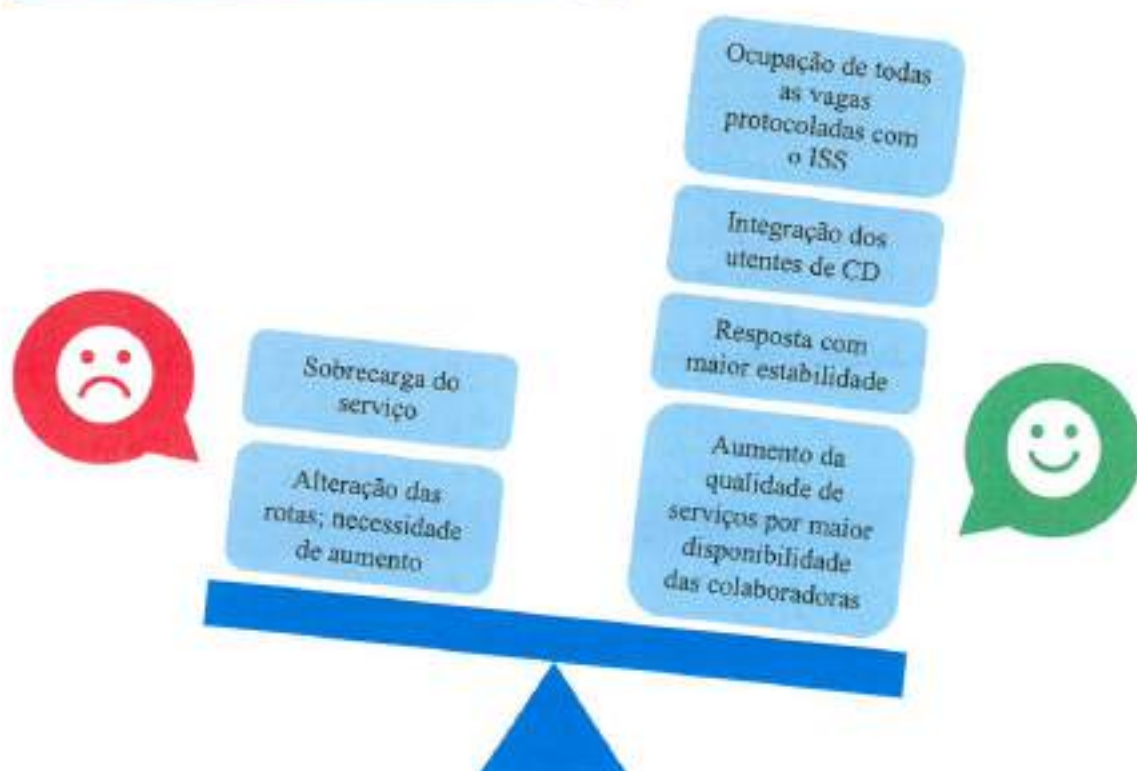 Sobrecarga do
serviço
Alteração das
rotas; necessidade
de aumento
Ocupação de todas
as vagas
protocoladas com
o ISS
Integração dos
utentes de CD
Resposta com
maior estabilidade
Aumento da
qualidade de
serviços por maior
disponibilidade
das colaboradoras